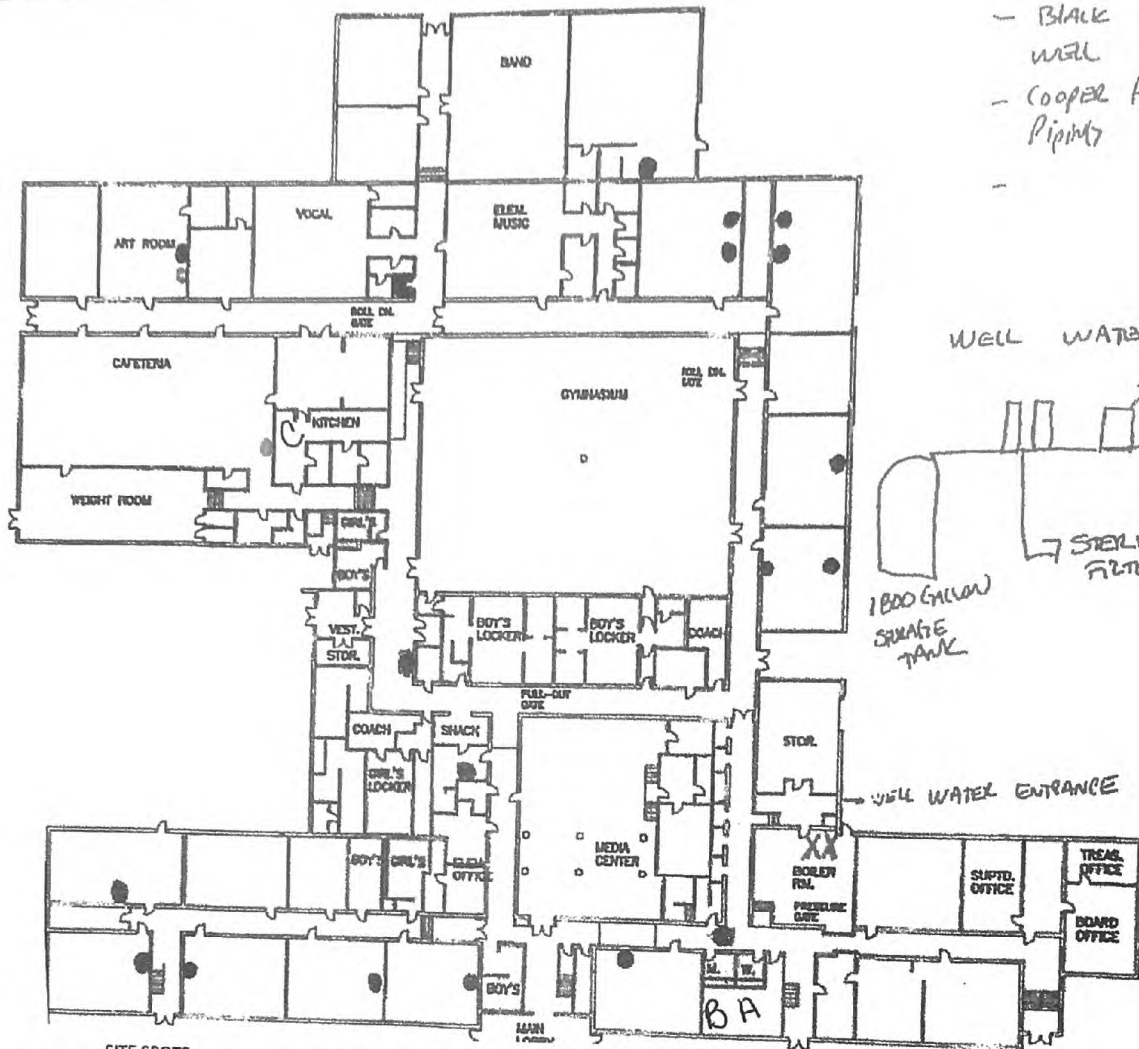 - BLACK
WELL
- COOPER
Piping
-
BAND
ART ROOM
VOCAL
ELEM.
MUSIC
ROLL DN.
GATE
CAFETERIA
GYMNASIUM
ROLL DN.
GATE
WELL WATER
KITCHEN
C
WEIGHT ROOM
GIRL'S
BOY'S
1800 GALLON
TANK
VEST.
STOR.
BOY'S
LOCKER
BOY'S
LOCKER
COACH
PULL-OUT
GATE
COACH
SNACK
STOR.
GIRL'S
LOCKER
WELL WATER ENTRANCE
BOY'S
GIRL'S
ELEM.
OFFICE
MEDIA
CENTER
XX
BOILER
RM.
PRESSURE
GATE
SUPTD.
OFFICE
TREAS.
OFFICE
BOARD
OFFICE
BOY'S
M.
W.
B A
MAIN
LOBBY